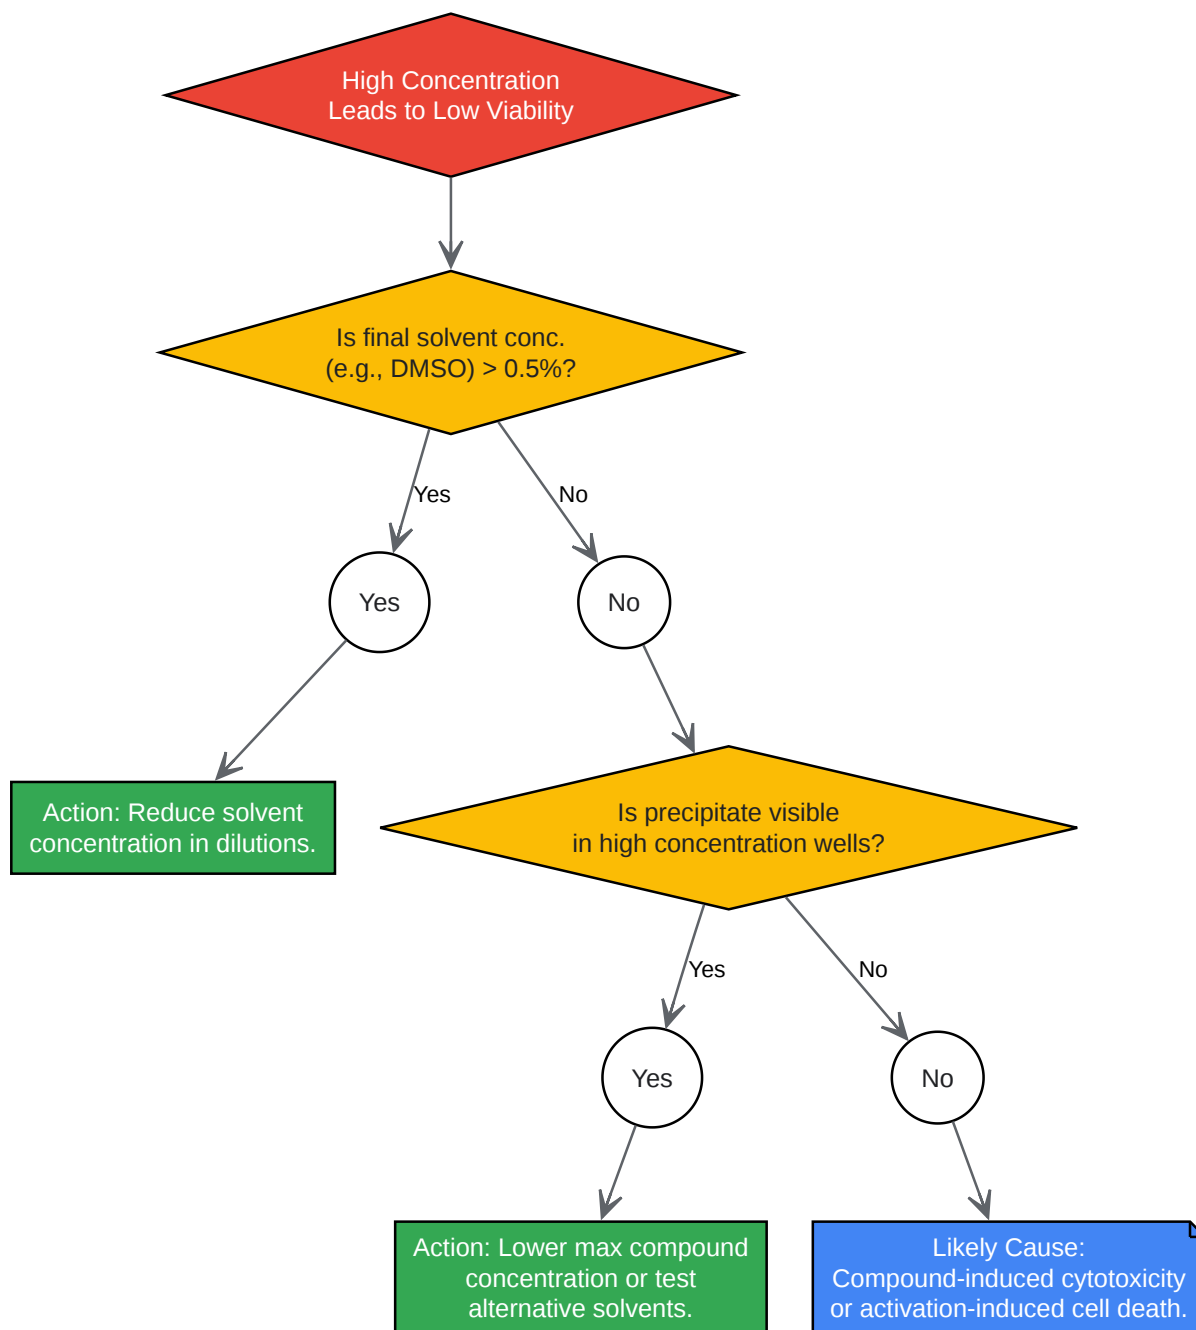 High Concentration
Leads to Low Viability
Is final solvent conc.
(e.g., DMSO) > 0.5%?
Yes
No
Yes
No
Action: Reduce solvent
concentration in dilutions.
Is precipitate visible
in high concentration wells?
Yes
No
Yes
No
Action: Lower max compound
concentration or test
alternative solvents.
Likely Cause:
Compound-induced cytotoxicity
or activation-induced cell death.